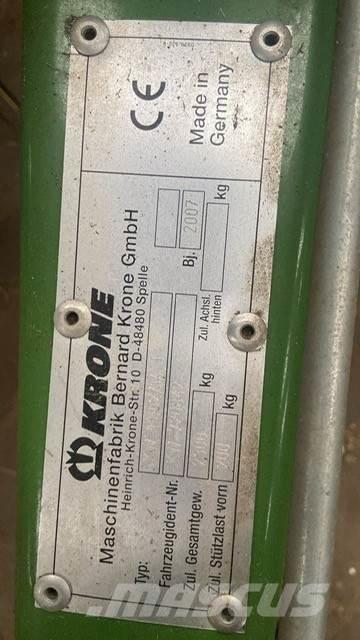 KRONE
Maschinenfabrik Bernard Krone GmbH
Heinrich-Krone-Str. 10 D-48480 Spelle
Typ:
Fahrzeugident-Nr.
Bj. 2007
Zul. Gesamtgew. kg
Zul. Achsl. hinten kg
Zul. Stützlast vorn kg
CE
Made in
Germany
MASCUS